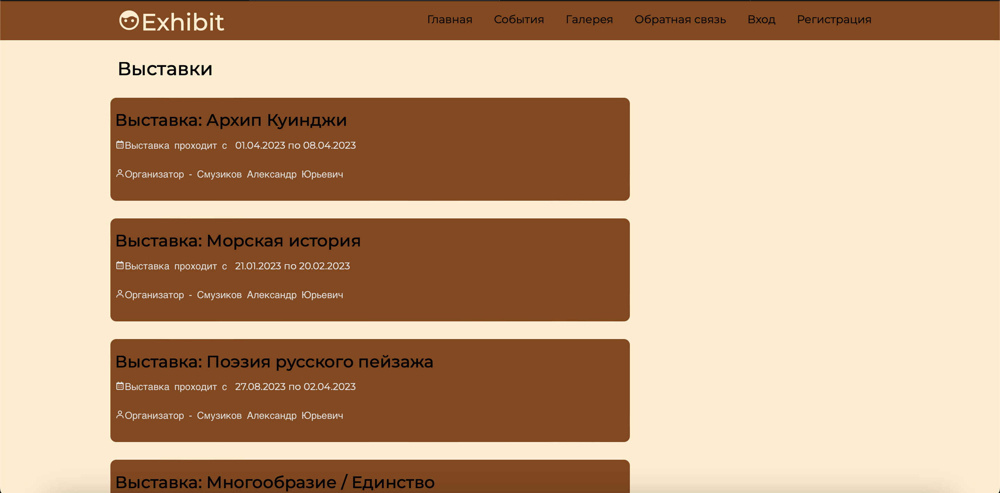 Exhibit
Главная События Галерея Обратная связь Вход Регистрация
Выставки
Выставка: Архип Куинджи
Выставка проходит с 01.04.2023 по 08.04.2023
Организатор - Смузиков Александр Юрьевич
Выставка: Морская история
Выставка проходит с 21.01.2023 по 20.02.2023
Организатор - Смузиков Александр Юрьевич
Выставка: Поэзия русского пейзажа
Выставка проходит с 27.08.2023 по 02.04.2023
Организатор - Смузиков Александр Юрьевич
Выставка: Многообразие / Единство